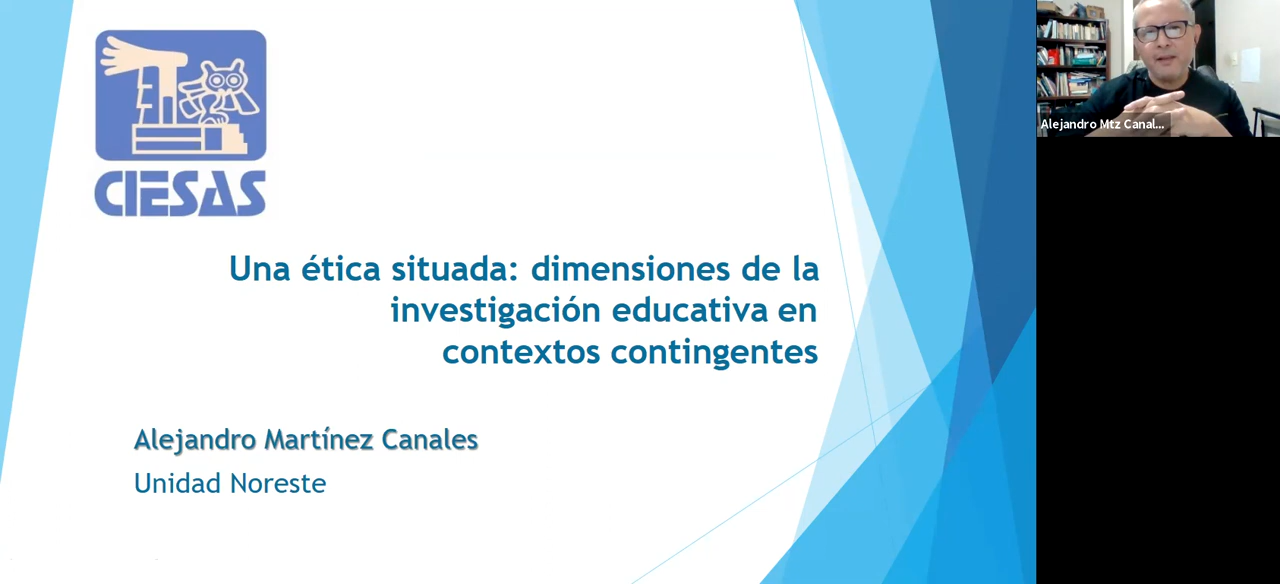 CIESAS
Una ética situada: dimensiones de la
investigación educativa en
contextos contingentes
Alejandro Martínez Canales
Unidad Noreste
Alejandro Mtz Canal...